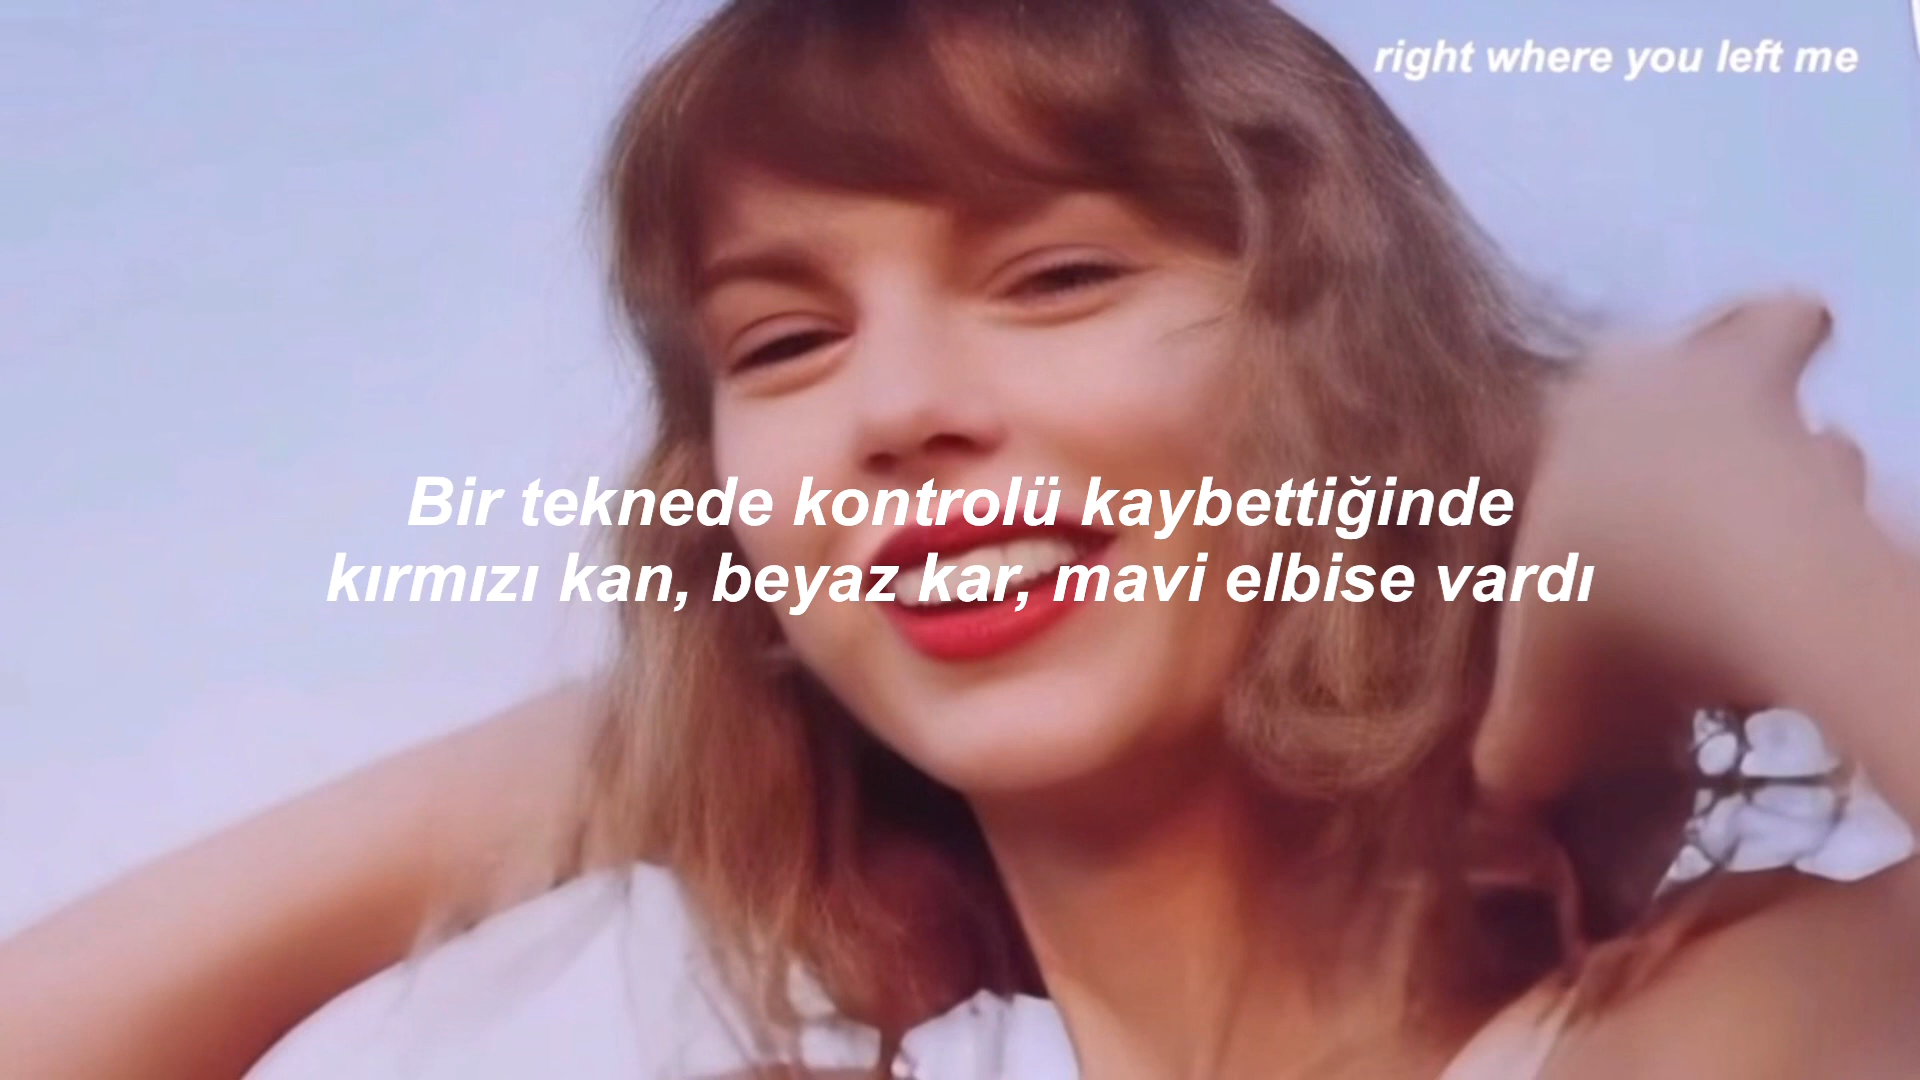 right where you left me
Bir teknede kontrolü kaybettiğinde
kırmızı kan, beyaz kar, mavi elbise vardı